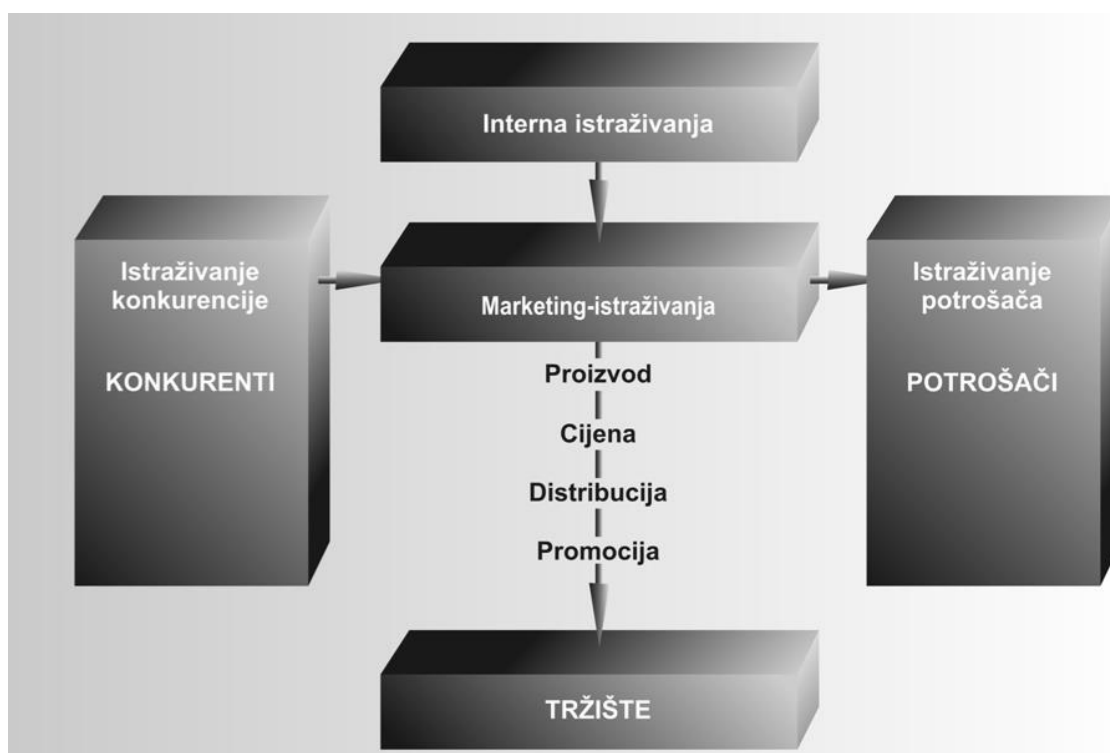 Interna istraživanja
Istraživanje
konkurencije
KONKURENTI
Marketing-istraživanja
Istraživanje
potrošača
POTROŠAČI
Proizvod
Cijena
Distribucija
Promocija
TRŽIŠTE